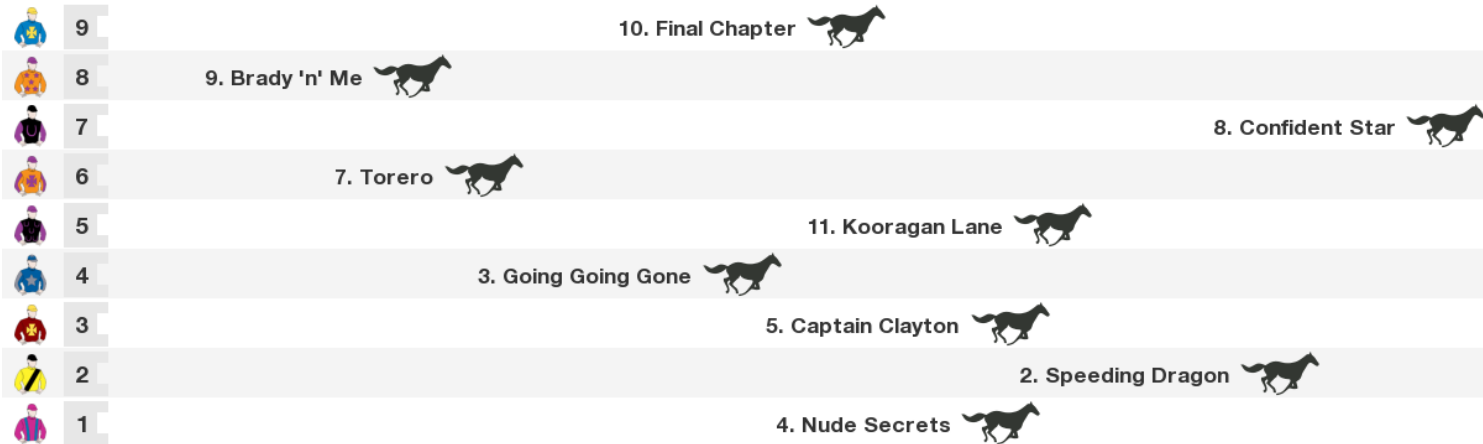 9 10. Final Chapter
8 9. Brady 'n' Me
7 8. Confident Star
6 7. Torero
5 11. Kooragan Lane
4 3. Going Going Gone
3 5. Captain Clayton
2 2. Speeding Dragon
1 4. Nude Secrets